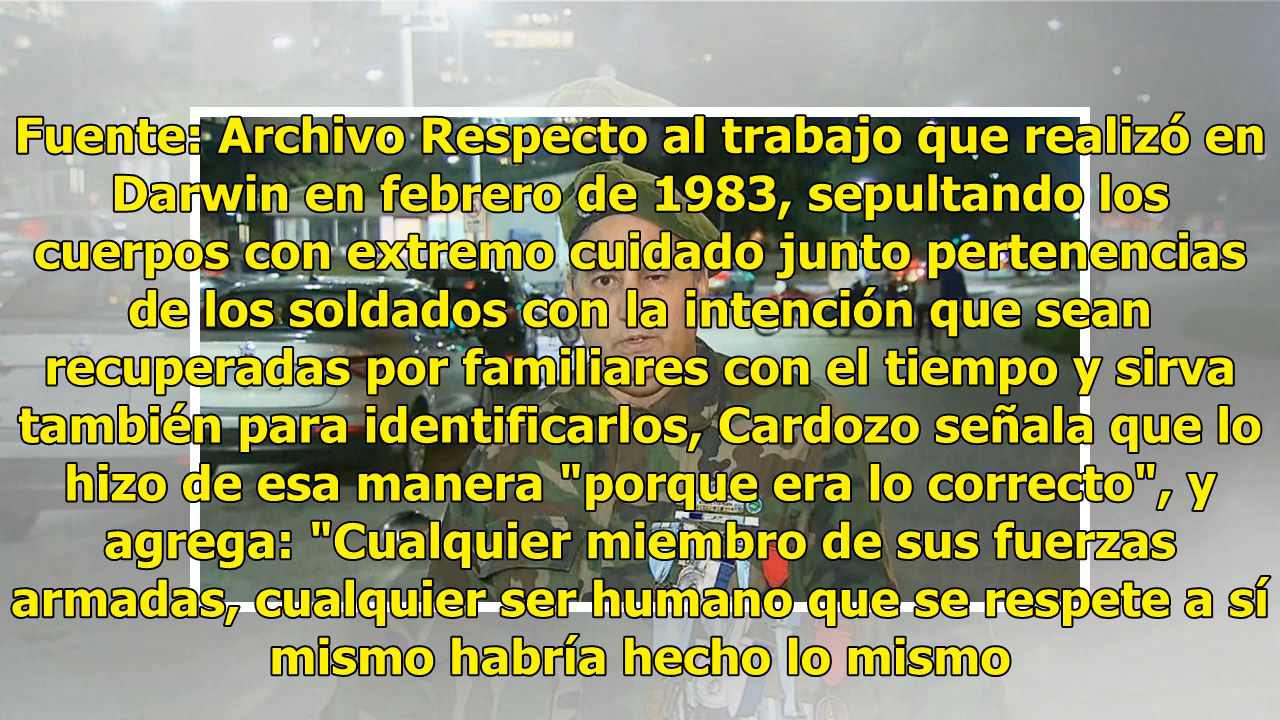 Fuente: Archivo Respecto al trabajo que realizó en
Darwin en febrero de 1983, sepultando los
cuerpos con extremo cuidado junto pertenencias
de los soldados con la intención que sean
recuperadas por familiares con el tiempo y sirva
también para identificarlos, Cardozo señala que lo
hizo de esa manera "porque era lo correcto", y
agrega: "Cualquier miembro de sus fuerzas
armadas, cualquier ser humano que se respete a sí
mismo habría hecho lo mismo